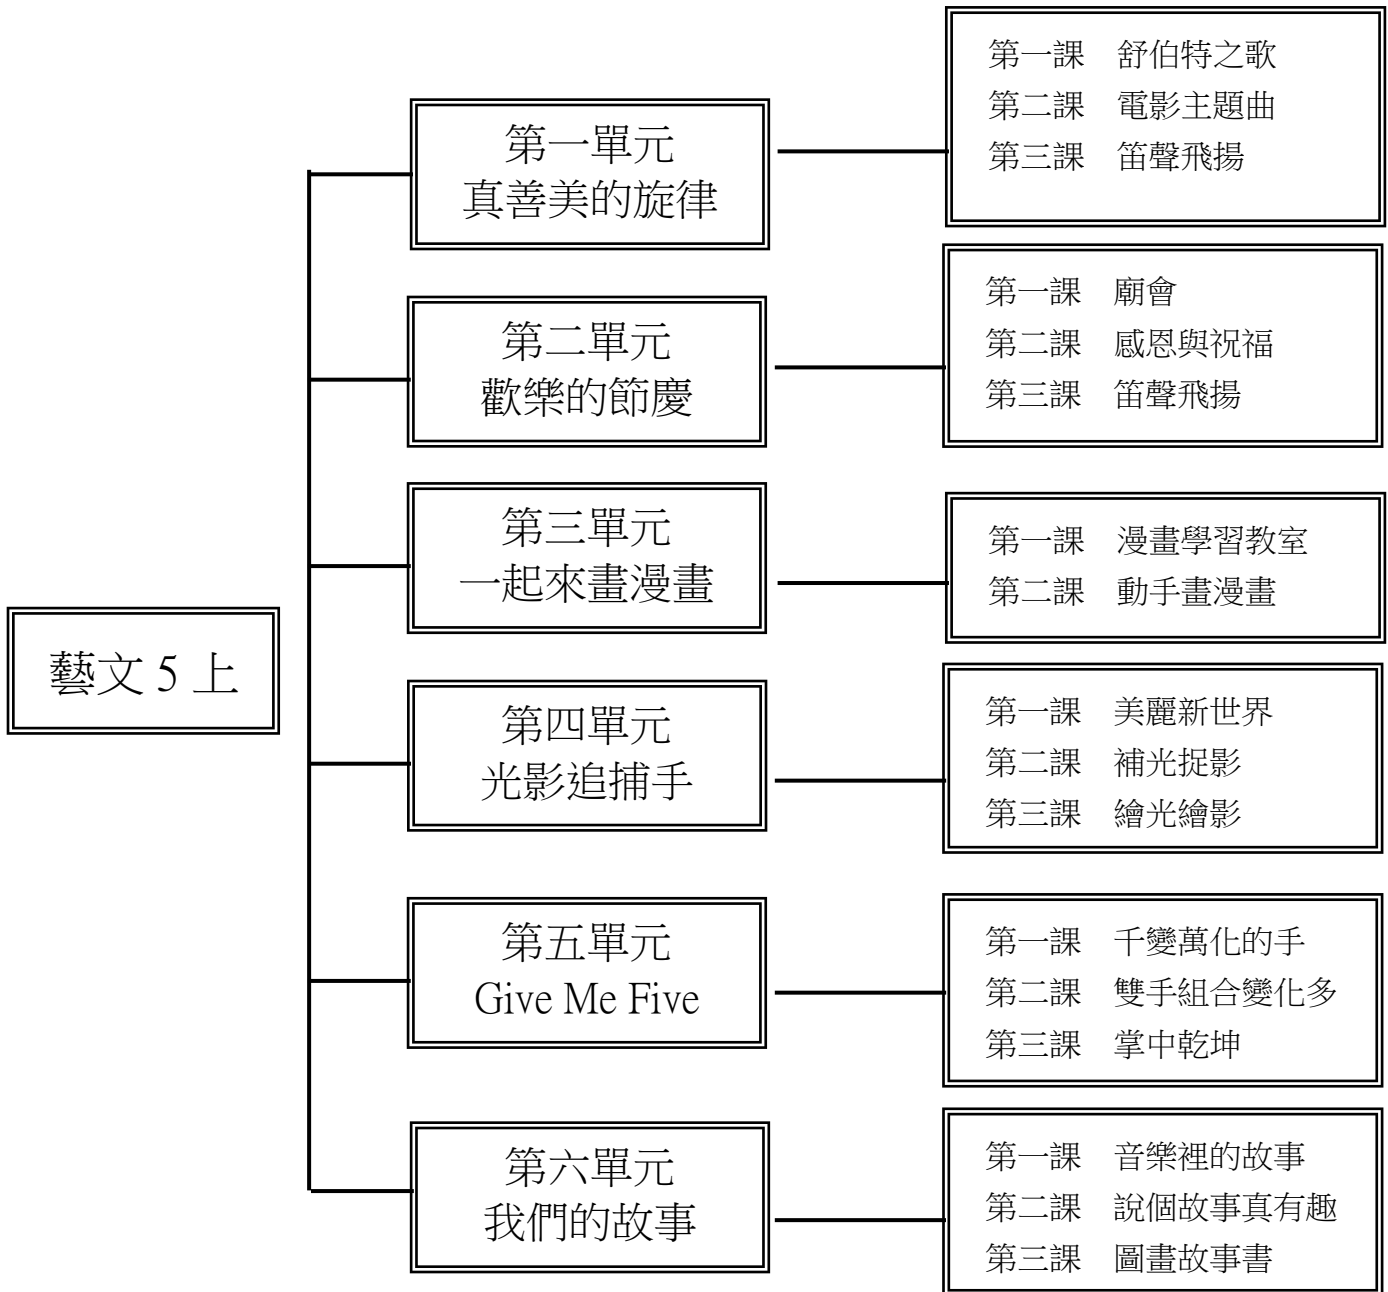 藝文 5 上
第一單元
真善美的旋律
第一課　舒伯特之歌
第二課　電影主題曲
第三課　笛聲飛揚
第二單元
歡樂的節慶
第一課　廟會
第二課　感恩與祝福
第三課　笛聲飛揚
第三單元
一起來畫漫畫
第一課　漫畫學習教室
第二課　動手畫漫畫
第四單元
光影追捕手
第一課　美麗新世界
第二課　補光捉影
第三課　繪光繪影
第五單元
Give Me Five
第一課　千變萬化的手
第二課　雙手組合變化多
第三課　掌中乾坤
第六單元
我們的故事
第一課　音樂裡的故事
第二課　說個故事真有趣
第三課　圖畫故事書